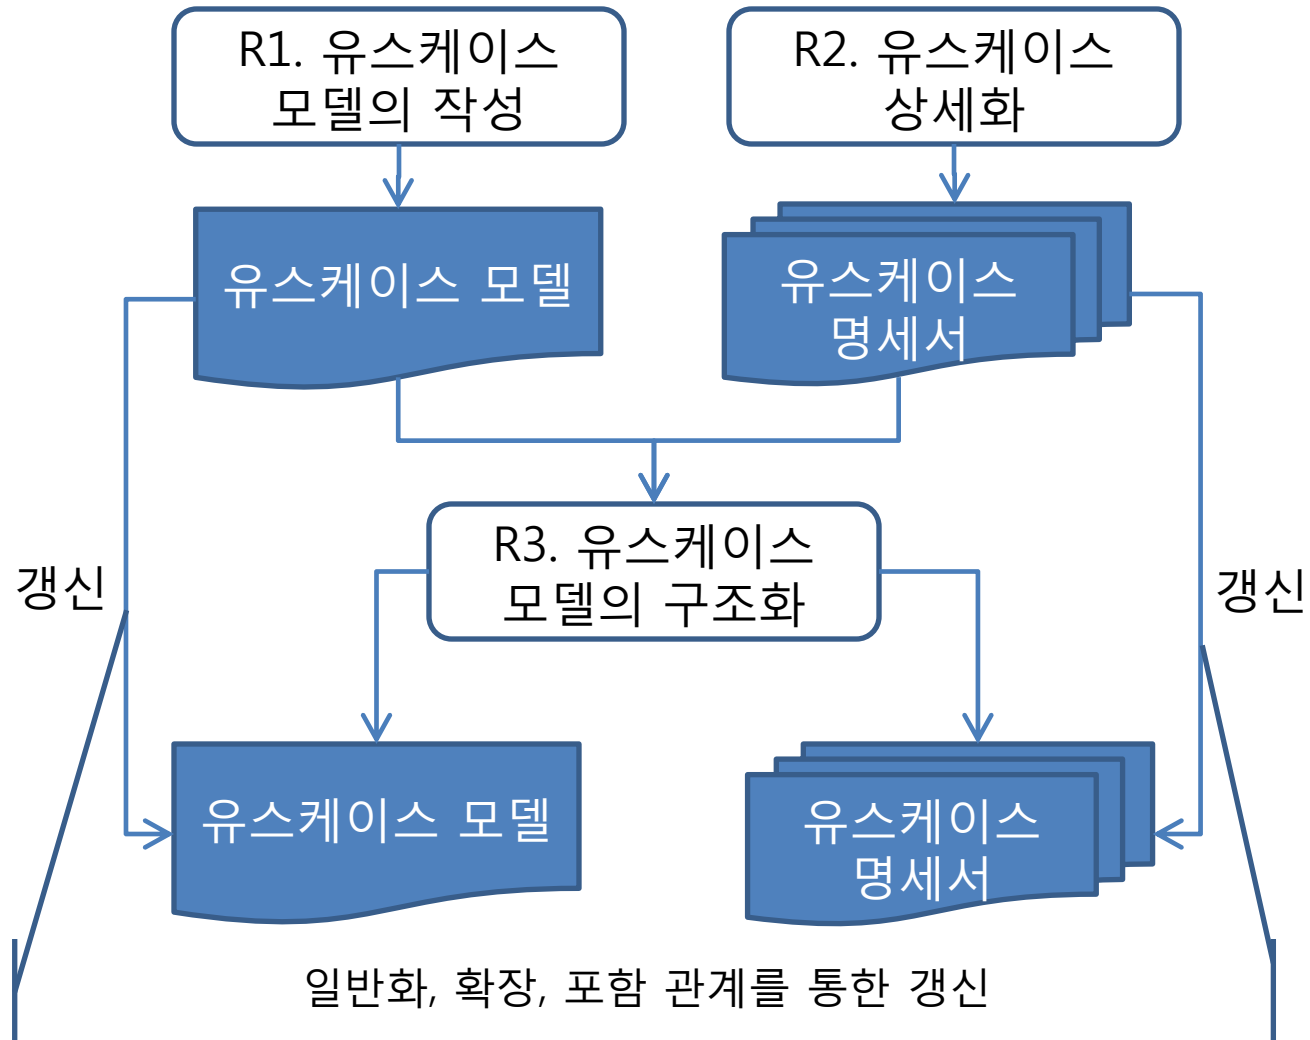 R1. 유스케이스
모델의 작성
R2. 유스케이스
상세화
유스케이스 모델
유스케이스
명세서
R3. 유스케이스
모델의 구조화
갱신
갱신
유스케이스 모델
유스케이스
명세서
일반화, 확장, 포함 관계를 통한 갱신